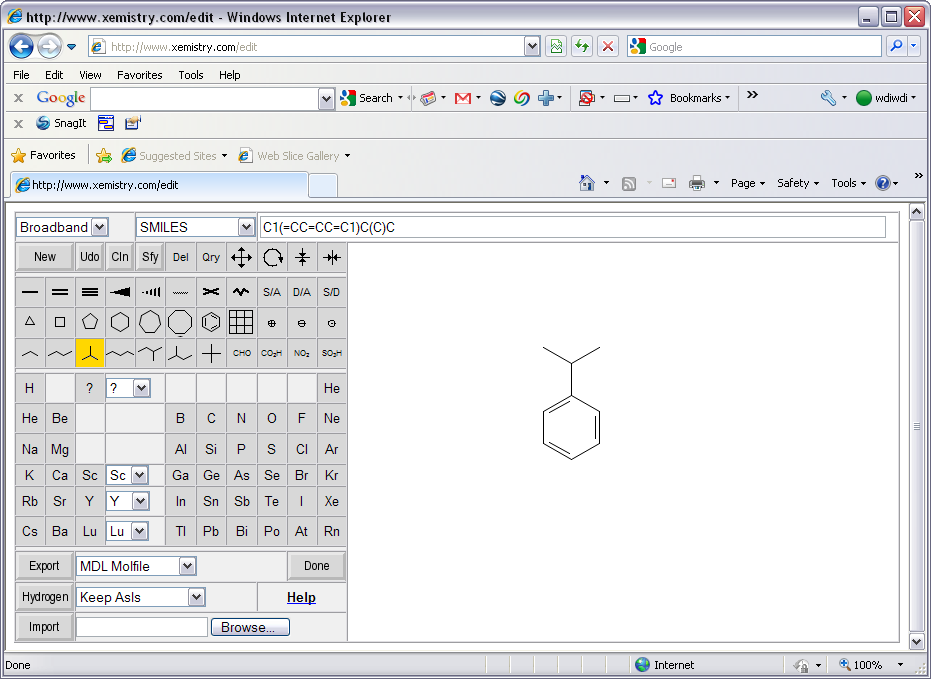 http://www.xemistry.com/edit - Windows Internet Explorer
http://www.xemistry.com/edit Google
File Edit View Favorites Tools Help
x Google Search Bookmarks » wdiwdi
x SnagIt
Favorites Suggested Sites Web Slice Gallery
http://www.xemistry.com/edit Page Safety Tools »
Broadband SMILES C1(=CC=CC=C1)C(C)C
New Udo Cln Sfy Del Qry
S/A D/A S/D
CHO CO₂H NO₂ SO₃H
H ? ? He
He Be B C N O F Ne
Na Mg Al Si P S Cl Ar
K Ca Sc Sc Ga Ge As Se Br Kr
Rb Sr Y Y In Sn Sb Te I Xe
Cs Ba Lu Lu Tl Pb Bi Po At Rn
Export MDL Molfile Done
Hydrogen Keep AsIs Help
Import Browse...
Done Internet 100%